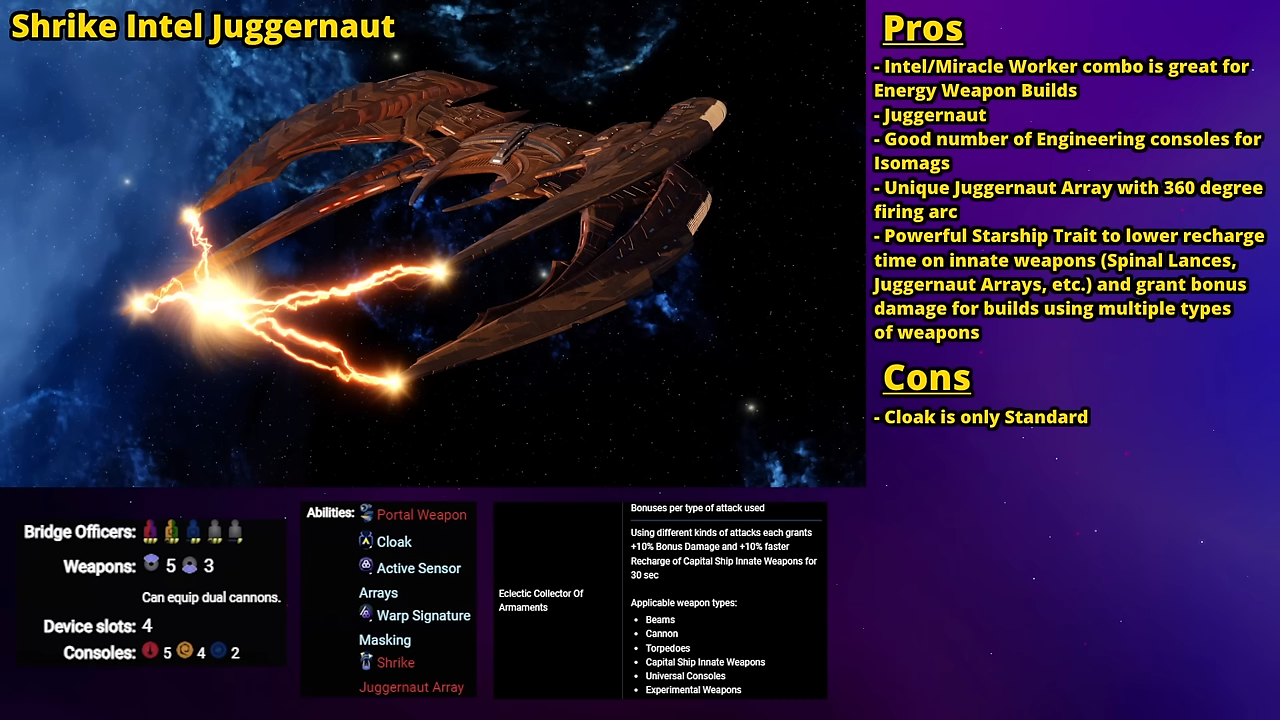 Shrike Intel Juggernaut
Pros
- Intel/Miracle Worker combo is great for
Energy Weapon Builds
- Juggernaut
- Good number of Engineering consoles for
Isomags
- Unique Juggernaut Array with 360 degree
firing arc
- Powerful Starship Trait to lower recharge
time on innate weapons (Spinal Lances,
Juggernaut Arrays, etc.) and grant bonus
damage for builds using multiple types
of weapons
Cons
- Cloak is only Standard
Bridge Officers:
Weapons: 5 3
Can equip dual cannons.
Device slots: 4
Consoles: 5 4 2
Abilities: Portal Weapon
Cloak
Active Sensor
Arrays
Warp Signature
Masking
Shrike
Juggernaut Array
Eclectic Collector Of
Armaments
Bonuses per type of attack used
Using different kinds of attacks each grants
+10% Bonus Damage and +10% faster
Recharge of Capital Ship Innate Weapons for
30 sec
Applicable weapon types:
• Beams
• Cannon
• Torpedoes
• Capital Ship Innate Weapons
• Universal Consoles
• Experimental Weapons